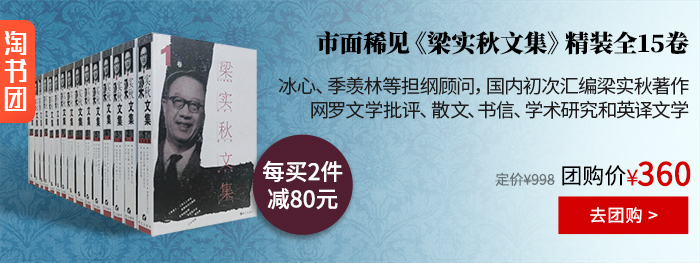 淘书团
市面稀见《梁实秋文集》精装全15卷
冰心、季羡林等担纲顾问，国内初次汇编梁实秋著作
网罗文学批评、散文、书信、学术研究和英译文学
1
梁实秋文集
每买2件
减80元
定价¥998 团购价¥360
去团购 >